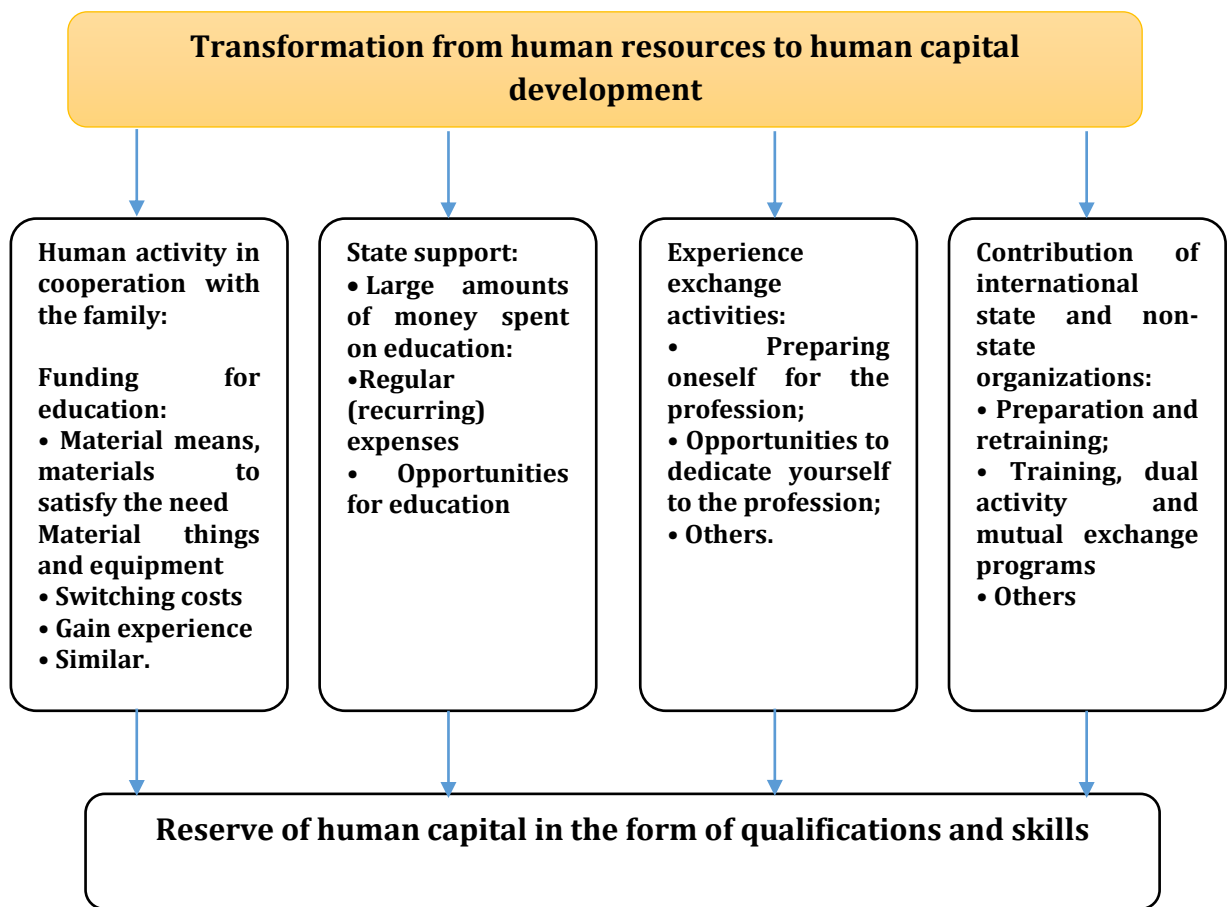 Transformation from human resources to human capital
development
Human activity in
cooperation with
the family:
Funding for
education:
• Material means,
materials to
satisfy the need
Material things
and equipment
• Switching costs
• Gain experience
• Similar.
State support:
• Large amounts
of money spent
on education:
•Regular
(recurring)
expenses
• Opportunities
for education
Experience
exchange
activities:
• Preparing
oneself for the
profession;
• Opportunities to
dedicate yourself
to the profession;
• Others.
Contribution of
international
state and non-
state
organizations:
• Preparation and
retraining;
• Training, dual
activity and
mutual exchange
programs
• Others
Reserve of human capital in the form of qualifications and skills